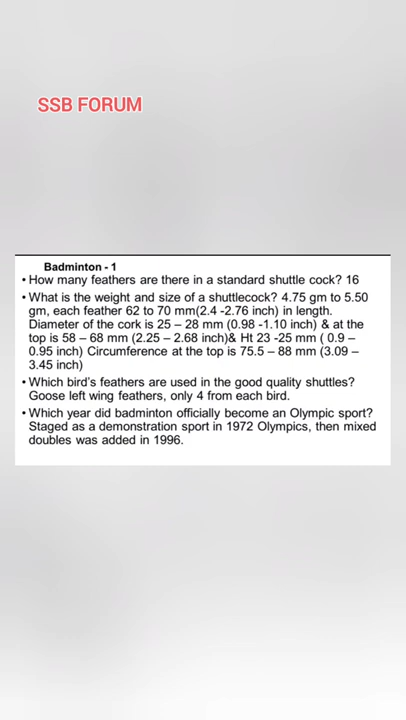 SSB FORUM
Badminton - 1
• How many feathers are there in a standard shuttle cock? 16
• What is the weight and size of a shuttlecock? 4.75 gm to 5.50
gm, each feather 62 to 70 mm(2.4 -2.76 inch) in length.
Diameter of the cork is 25 – 28 mm (0.98 -1.10 inch) & at the
top is 58 – 68 mm (2.25 – 2.68 inch)& Ht 23 -25 mm ( 0.9 –
0.95 inch) Circumference at the top is 75.5 – 88 mm (3.09 –
3.45 inch)
• Which bird's feathers are used in the good quality shuttles?
Goose left wing feathers, only 4 from each bird.
• Which year did badminton officially become an Olympic sport?
Staged as a demonstration sport in 1972 Olympics, then mixed
doubles was added in 1996.